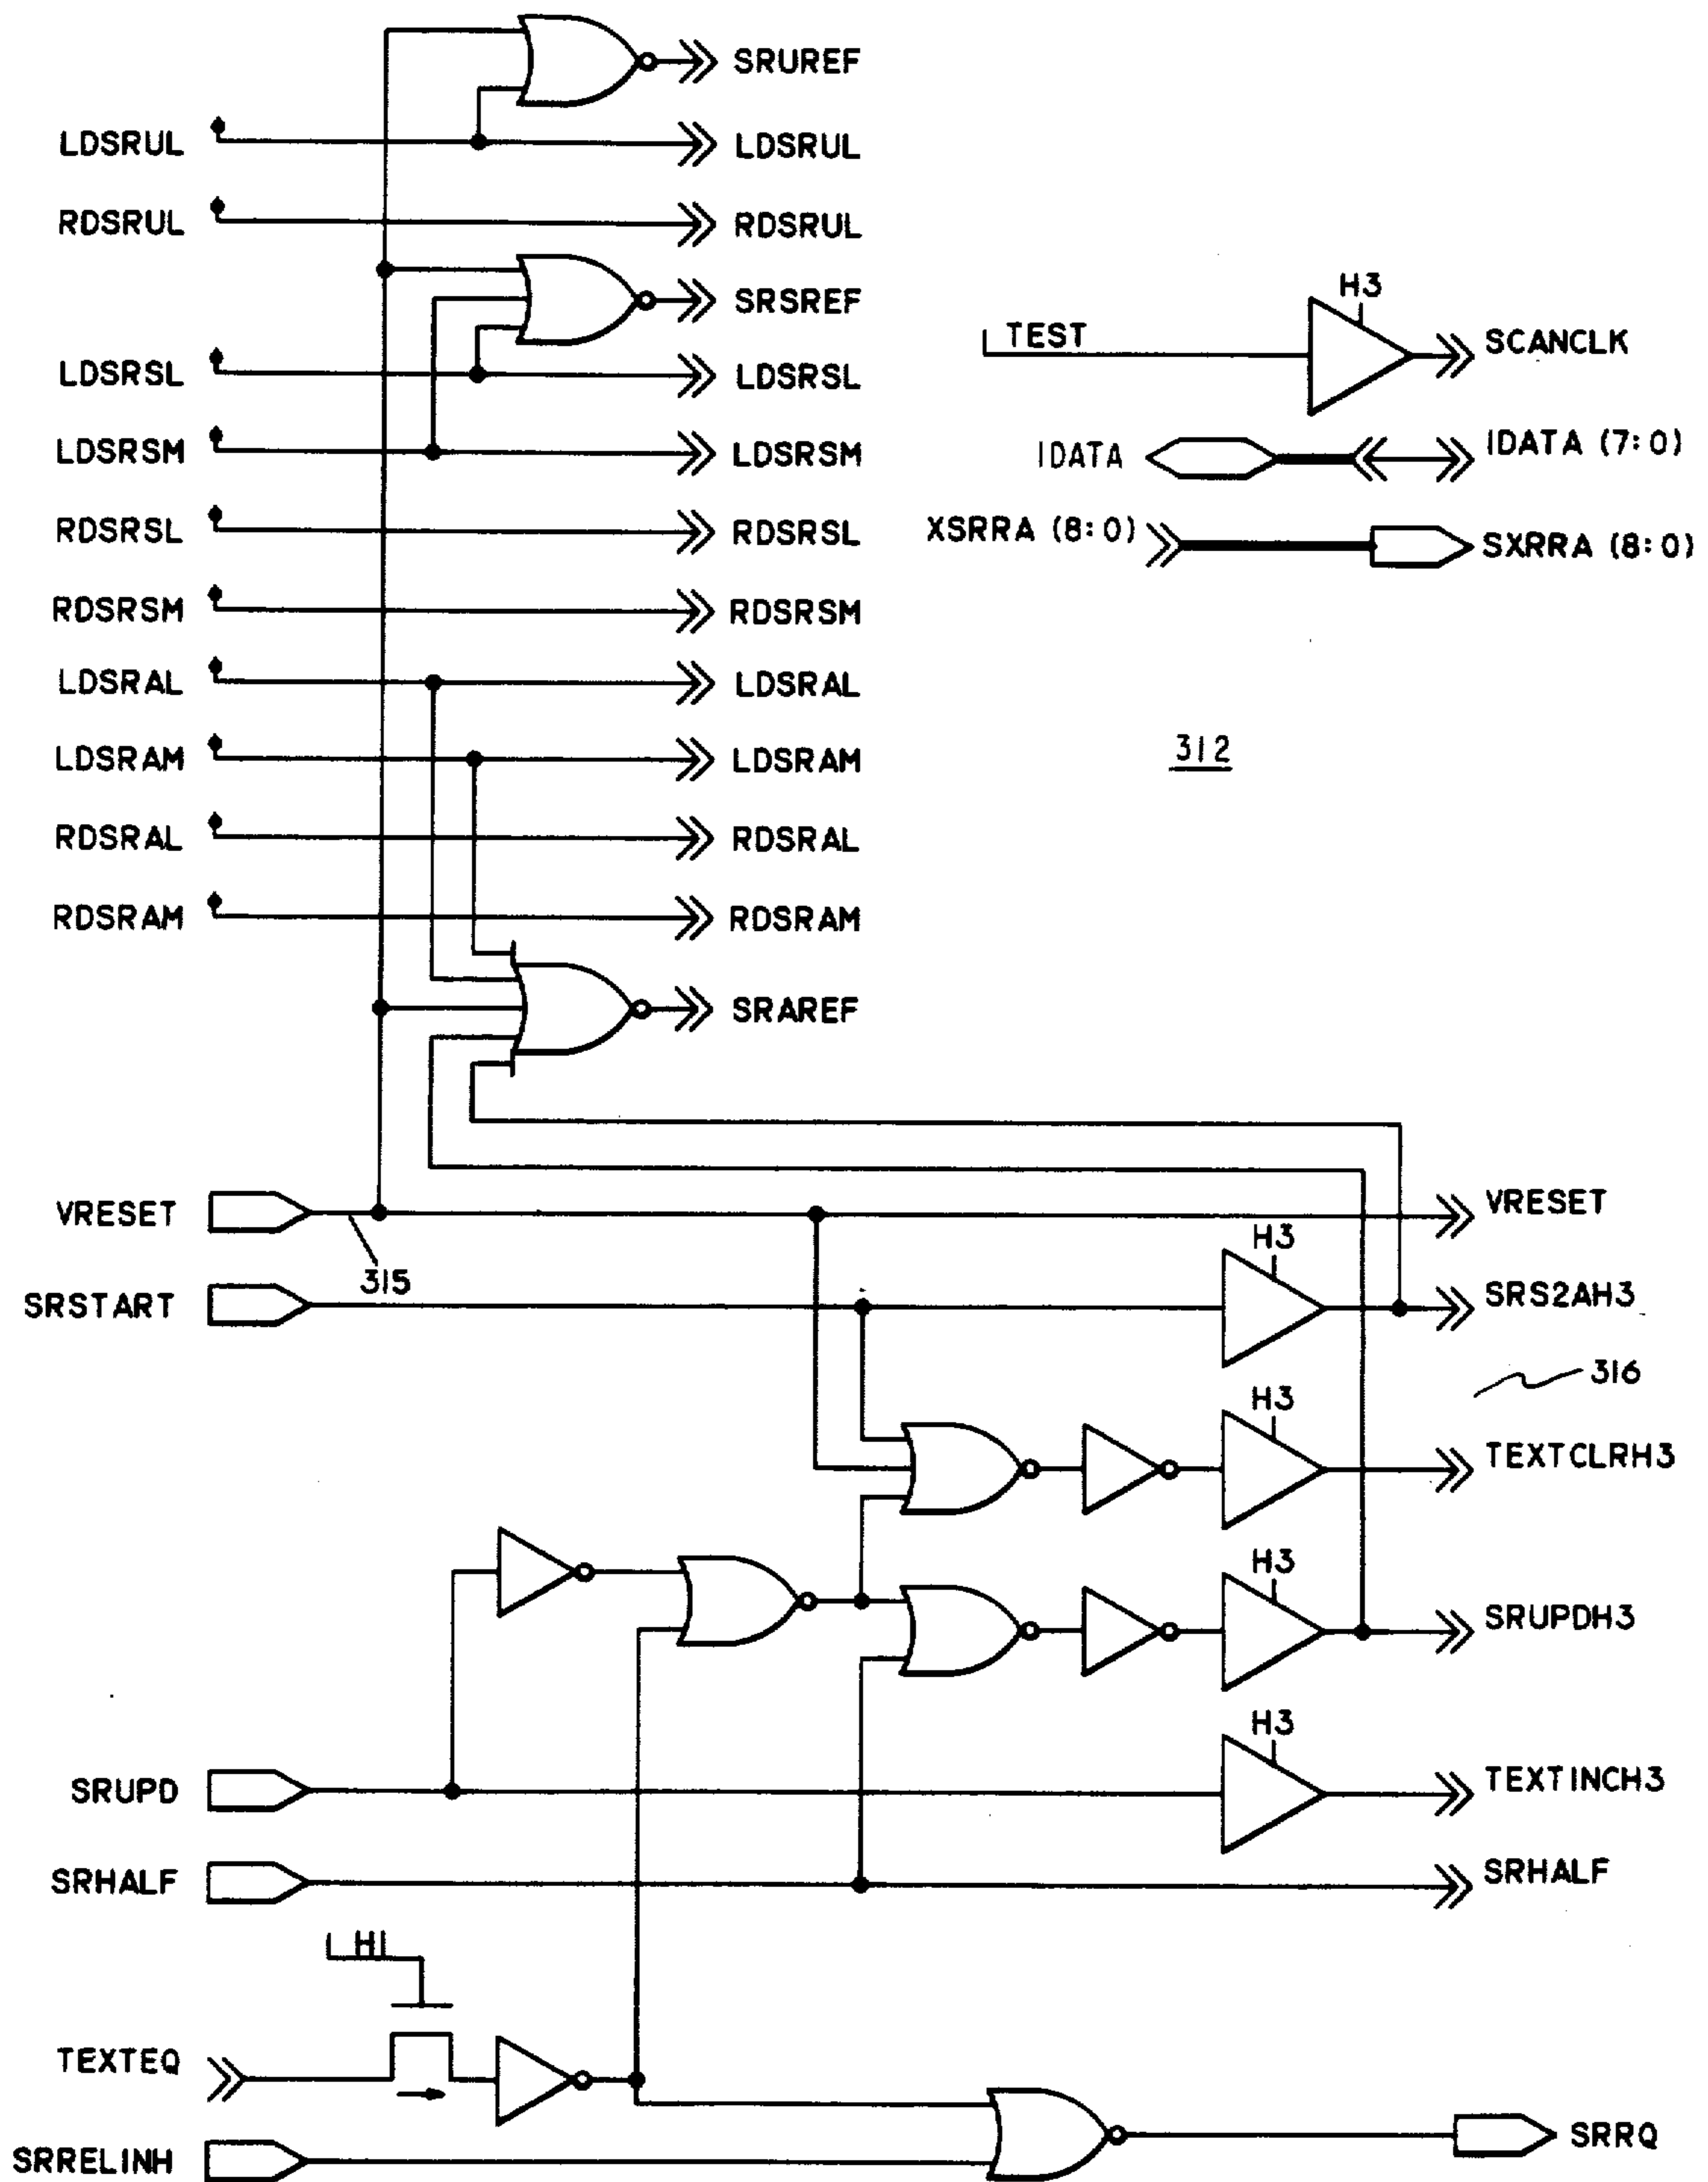 SRUREF
LDSRUL LDSRUL
RDSRUL RDSRUL
SRSREF
LDSRSL LDSRSL
LDSRSM LDSRSM
RDSRSL RDSRSL
RDSRSM RDSRSM
LDSRAL LDSRAL
LDSRAM LDSRAM
RDSRAL RDSRAL
RDSRAM RDSRAM
SRAREF
H3
TEST SCANCLK
IDATA IDATA (7:0)
XSRRA (8:0) SXRRA (8:0)
312
VRESET VRESET
315
H3
SRSTART SRS2AH3
316
H3
TEXTCLRH3
H3
SRUPDH3
H3
SRUPD TEXTINCH3
SRHALF SRHALF
H1
TEXTEQ
SRRELINH SRRQ